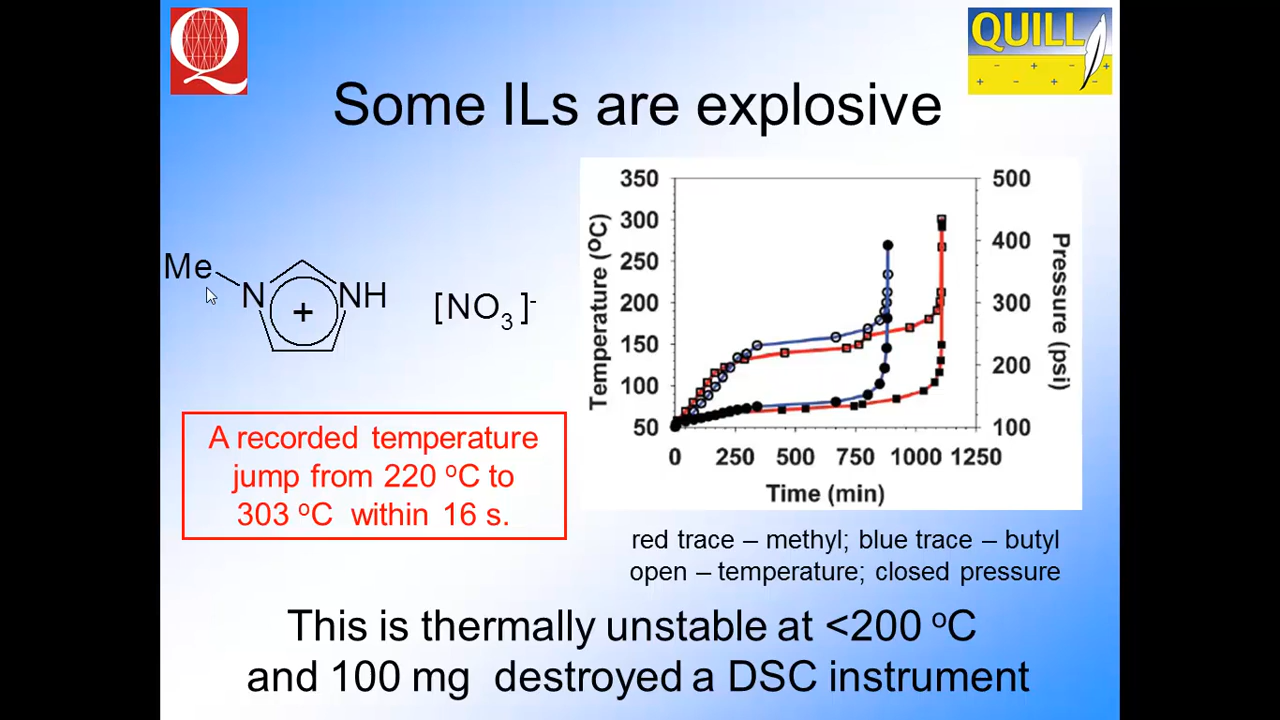 Q
QUILL
Some ILs are explosive
Me
N
NH
+
[NO3]-
A recorded temperature
jump from 220 oC to
303 oC within 16 s.
350
300
250
200
150
100
50
Temperature (oC)
500
400
300
200
100
Pressure (psi)
0 250 500 750 1000 1250
Time (min)
red trace – methyl; blue trace – butyl
open – temperature; closed pressure
This is thermally unstable at <200 oC
and 100 mg destroyed a DSC instrument